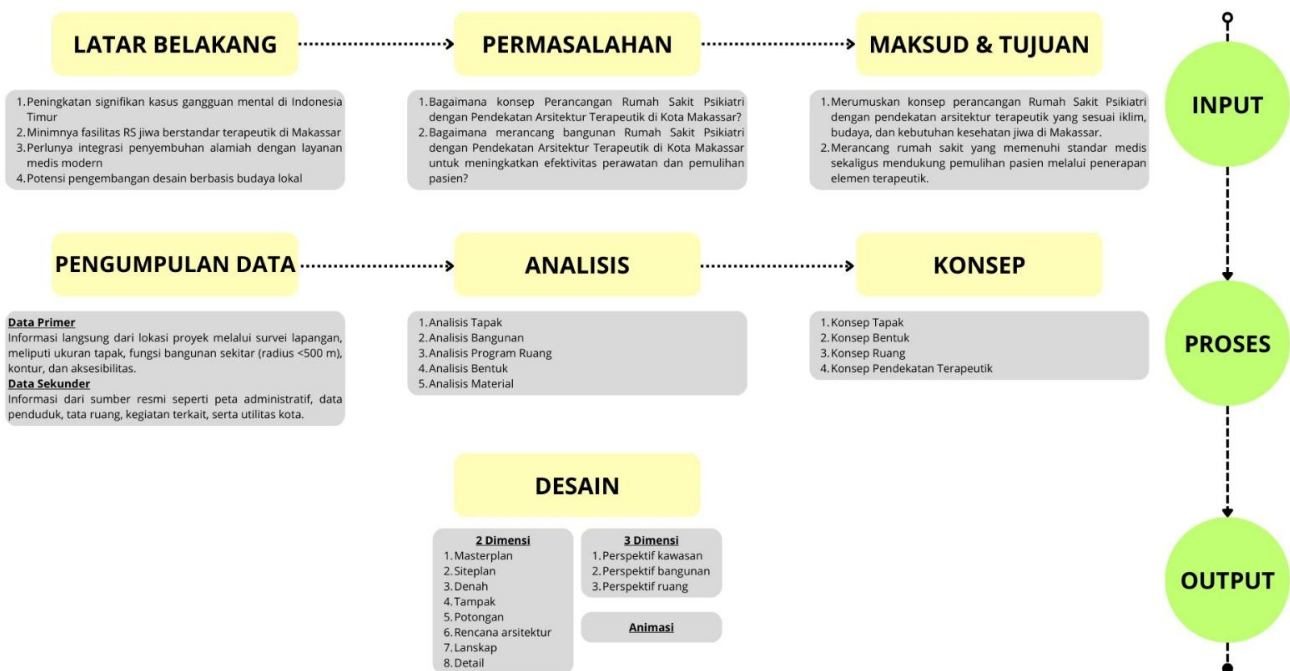 LATAR BELAKANG
PERMASALAHAN
MAKSUD & TUJUAN
INPUT
1.Peningkatan signifikan kasus gangguan mental di Indonesia
Timur
2.Minimnya fasilitas RS jiwa berstandar terapeutik di Makassar
3.Perlunya integrasi penyembuhan alamiah dengan layanan
medis modern
4.Potensi pengembangan desain berbasis budaya lokal
1.Bagaimana konsep Perancangan Rumah Sakit Psikiatri
dengan Pendekatan Arsitektur Terapeutik di Kota Makassar?
2.Bagaimana merancang bangunan Rumah Sakit Psikiatri
dengan Pendekatan Arsitektur Terapeutik di Kota Makassar
untuk meningkatkan efektivitas perawatan dan pemulihan
pasien?
1.Merumuskan konsep perancangan Rumah Sakit Psikiatri
dengan pendekatan arsitektur terapeutik yang sesuai iklim,
budaya, dan kebutuhan kesehatan jiwa di Makassar.
2.Merancang rumah sakit yang memenuhi standar medis
sekaligus mendukung pemulihan pasien melalui penerapan
elemen terapeutik.
PENGUMPULAN DATA
ANALISIS
KONSEP
PROSES
Data Primer
Informasi langsung dari lokasi proyek melalui survei lapangan,
meliputi ukuran tapak, fungsi bangunan sekitar (radius <500 m),
kontur, dan aksesibilitas.
Data Sekunder
Informasi dari sumber resmi seperti peta administratif, data
penduduk, tata ruang, kegiatan terkait, serta utilitas kota.
1.Analisis Tapak
2.Analisis Bangunan
3.Analisis Program Ruang
4.Analisis Bentuk
5.Analisis Material
1.Konsep Tapak
2.Konsep Bentuk
3.Konsep Ruang
4.Konsep Pendekatan Terapeutik
DESAIN
OUTPUT
2 Dimensi
1.Masterplan
2.Siteplan
3.Denah
4.Tampak
5.Potongan
6.Rencana arsitektur
7.Lanskap
8.Detail
3 Dimensi
1.Perspektif kawasan
2.Perspektif bangunan
3.Perspektif ruang
Animasi